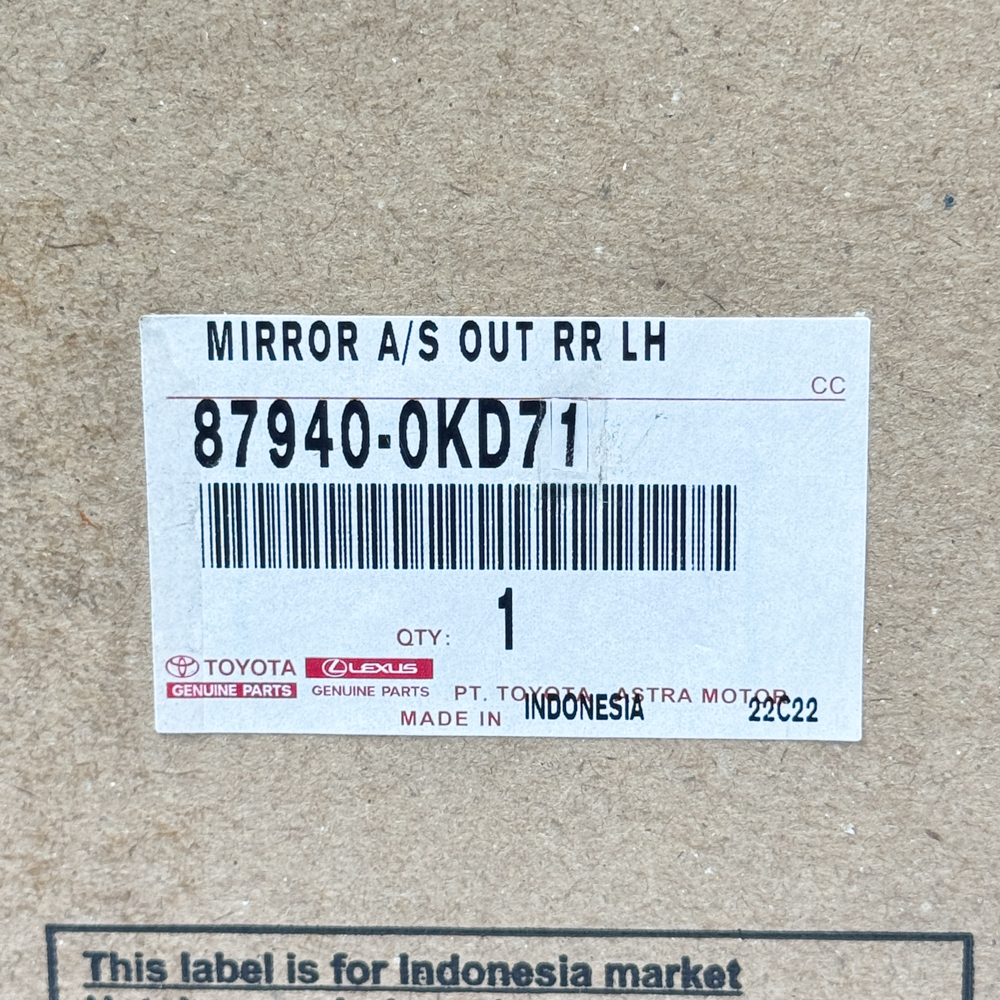 MIRROR A/S OUT RR LH
CC
87940-0KD71
QTY: 1
TOYOTA LEXUS
GENUINE PARTS GENUINE PARTS PT. TOYOTA ASTRA MOTOR
MADE IN INDONESIA 22C22
This label is for Indonesia market